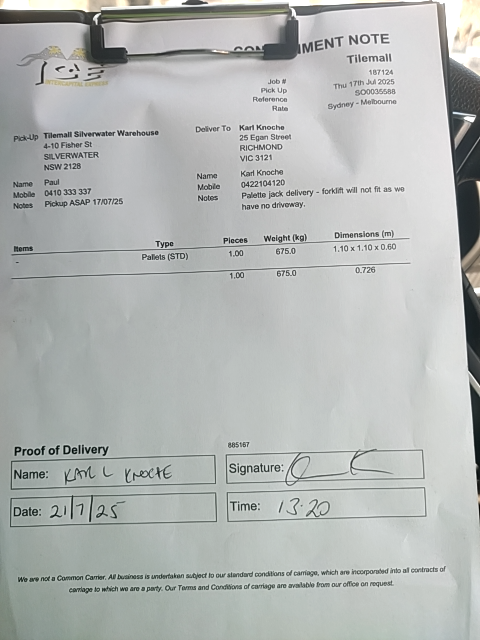 ICE
INTERCAPITAL EXPRESS
MENT NOTE
Tilemall
Job # 187124
Pick Up Thu 17th Jul 2025
Reference SO0035588
Rate Sydney - Melbourne
Pick-Up Tilemall Silverwater Warehouse
4-10 Fisher St
SILVERWATER
NSW 2128
Name Paul
Mobile 0410 333 337
Notes Pickup ASAP 17/07/25
Deliver To Karl Knoche
25 Egan Street
RICHMOND
VIC 3121
Name Karl Knoche
Mobile 0422104120
Notes Palette jack delivery - forklift will not fit as we
have no driveway.
Items Type Pieces Weight (kg) Dimensions (m)
- Pallets (STD) 1.00 675.0 1.10 x 1.10 x 0.60
1.00 675.0 0.726
Proof of Delivery
885167
Name: KARL KNOCHE
Signature:
Date: 21/7/25
Time: 13.20
We are not a Common Carrier. All business is undertaken subject to our standard conditions of carriage, which are incorporated into all contracts of
carriage to which we are a party. Our Terms and Conditions of carriage are available from our office on request.